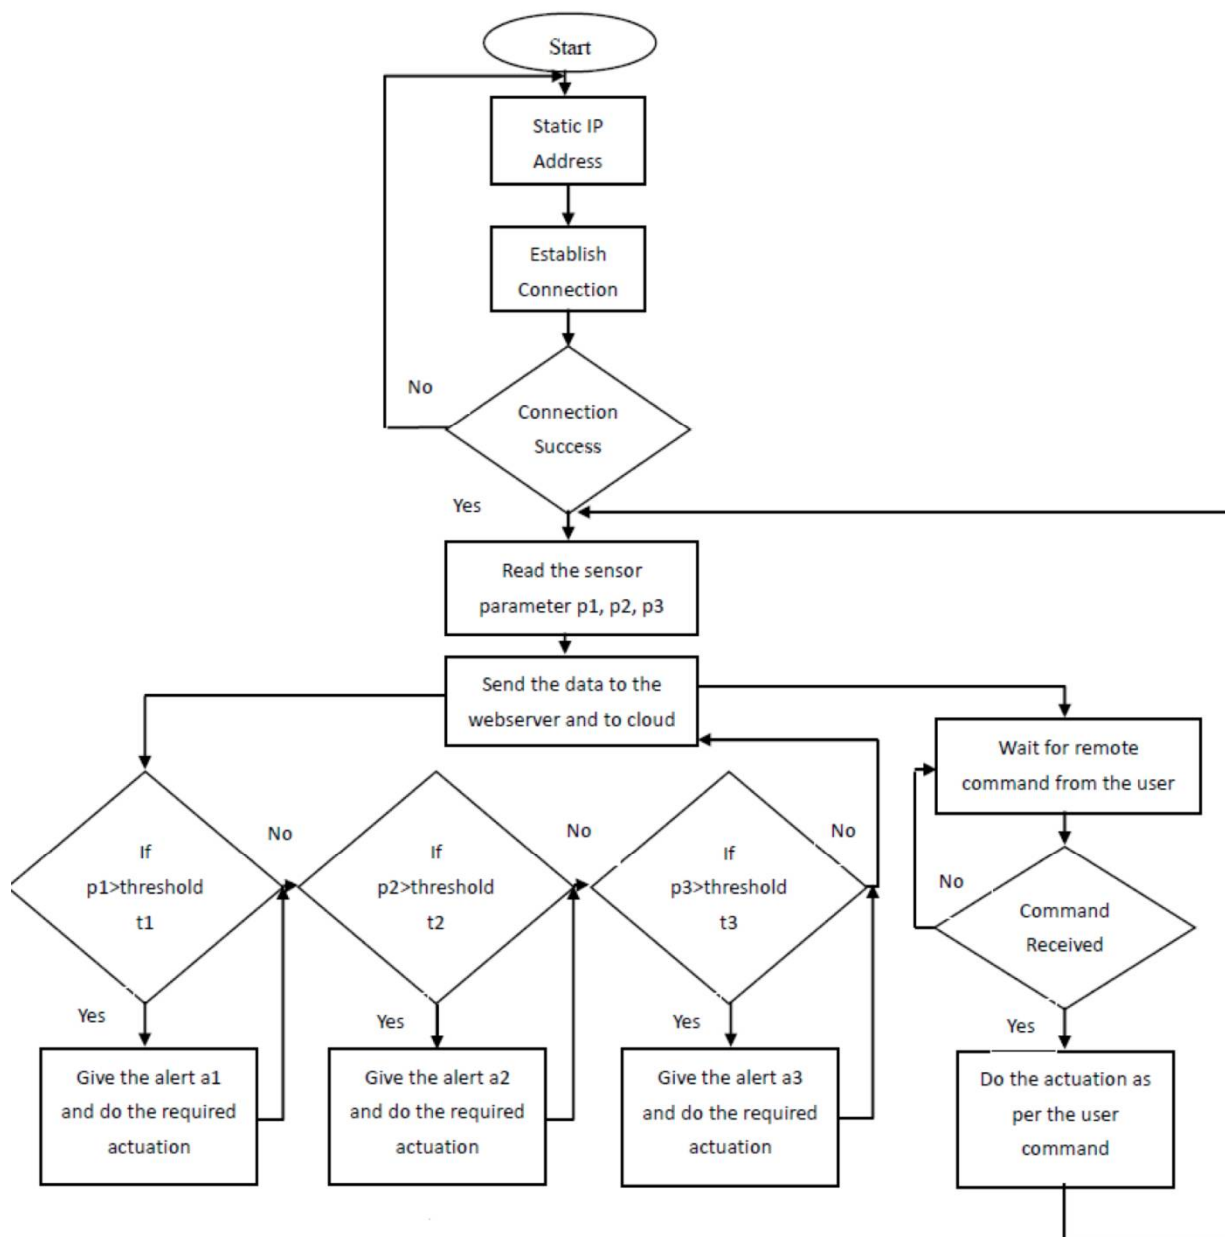 Start
Static IP
Address
Establish
Connection
No
Connection
Success
Yes
Read the sensor
parameter p1, p2, p3
Send the data to the
webserver and to cloud
Wait for remote
command from the user
If
p1>threshold
t1
No
If
p2>threshold
t2
No
If
p3>threshold
t3
No
No
Command
Received
Yes
Yes
Yes
Yes
Give the alert a1
and do the required
actuation
Give the alert a2
and do the required
actuation
Give the alert a3
and do the required
actuation
Do the actuation as
per the user
command